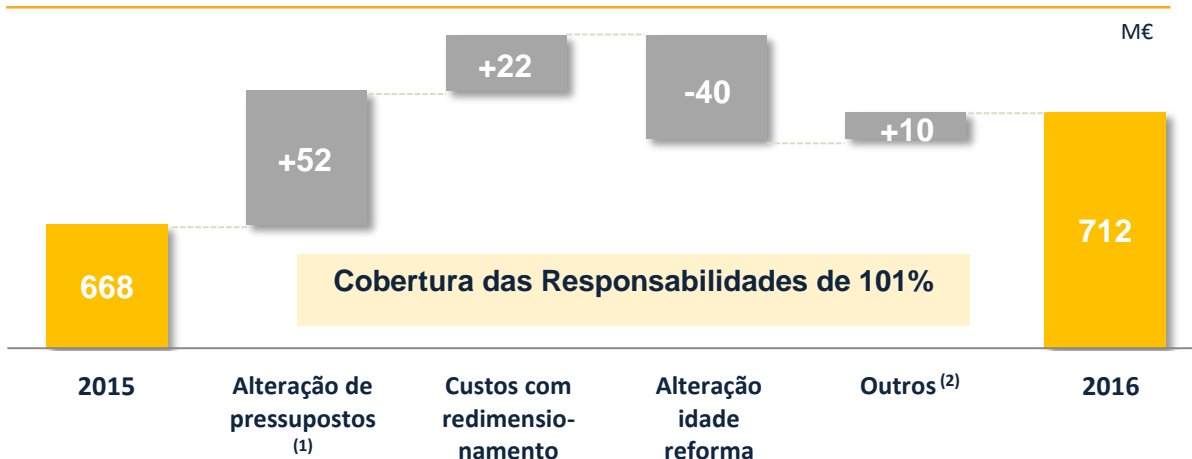 M€
+22
-40
+10
+52
712
668
Cobertura das Responsabilidades de 101%
2015
Alteração de
pressupostos
(1)
Custos com
redimensio-
namento
Alteração
idade
reforma
Outros (2)
2016